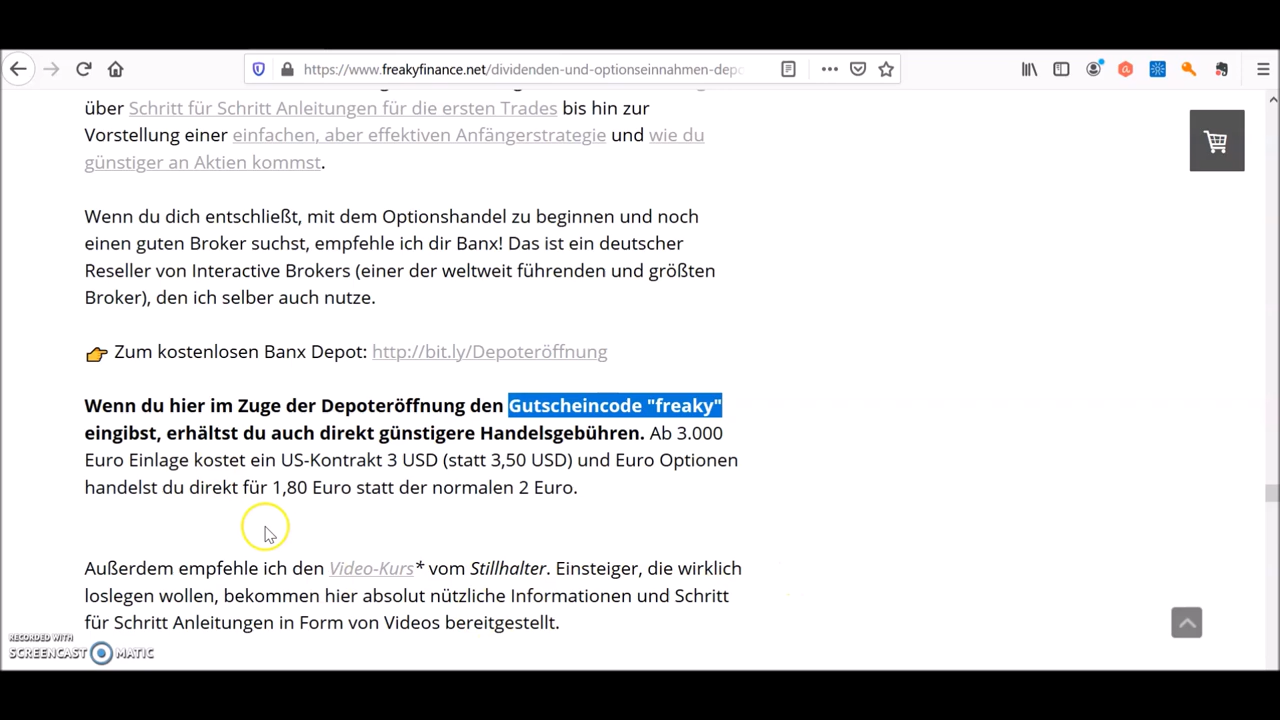 https://www.freakyfinance.net/dividenden-und-optionseinnahmen-depo
über Schritt für Schritt Anleitungen für die ersten Trades bis hin zur
Vorstellung einer einfachen, aber effektiven Anfängerstrategie und wie du
günstiger an Aktien kommst.
Wenn du dich entschließt, mit dem Optionshandel zu beginnen und noch
einen guten Broker suchst, empfehle ich dir Banx! Das ist ein deutscher
Reseller von Interactive Brokers (einer der weltweit führenden und größten
Broker), den ich selber auch nutze.
👉 Zum kostenlosen Banx Depot: http://bit.ly/Depoteröffnung
Wenn du hier im Zuge der Depoteröffnung den Gutscheincode "freaky"
eingibst, erhältst du auch direkt günstigere Handelsgebühren. Ab 3.000
Euro Einlage kostet ein US-Kontrakt 3 USD (statt 3,50 USD) und Euro Optionen
handelst du direkt für 1,80 Euro statt der normalen 2 Euro.
Außerdem empfehle ich den Video-Kurs* vom Stillhalter. Einsteiger, die wirklich
loslegen wollen, bekommen hier absolut nützliche Informationen und Schritt
für Schritt Anleitungen in Form von Videos bereitgestellt.
RECORDED WITH
SCREENCAST MATIC